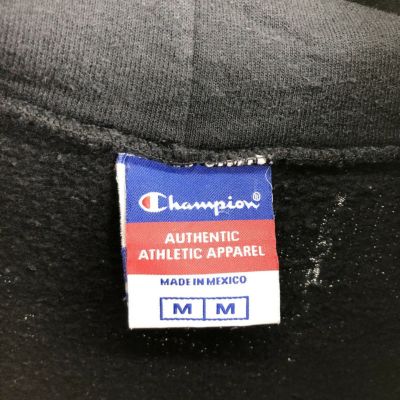 Champion®
AUTHENTIC
ATHLETIC APPAREL
MADE IN MEXICO
M M